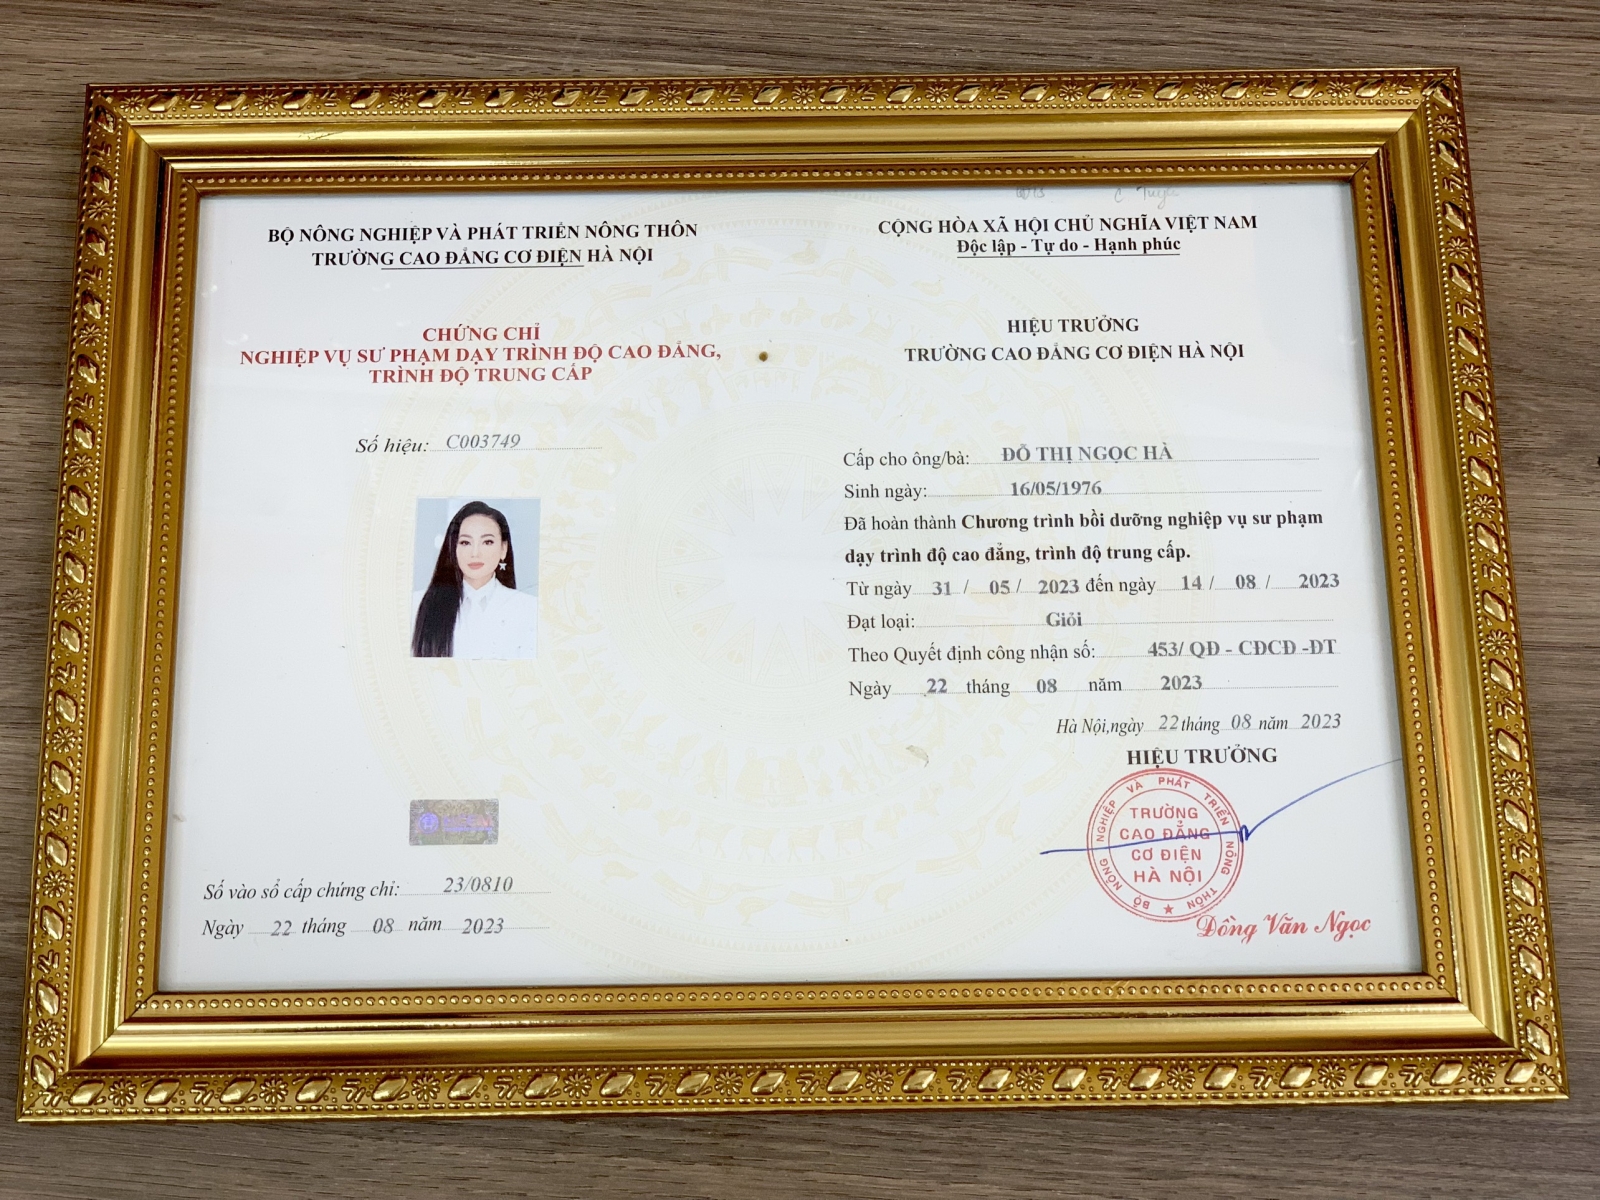 BỘ NÔNG NGHIỆP VÀ PHÁT TRIỂN NÔNG THÔN
TRƯỜNG CAO ĐẲNG CƠ ĐIỆN HÀ NỘI
CHỨNG CHỈ
NGHIỆP VỤ SƯ PHẠM DẠY TRÌNH ĐỘ CAO ĐẲNG,
TRÌNH ĐỘ TRUNG CẤP
Số hiệu: C003749
Số vào sổ cấp chứng chỉ: 23/0810
Ngày 22 tháng 08 năm 2023
CỘNG HÒA XÃ HỘI CHỦ NGHĨA VIỆT NAM
Độc lập - Tự do - Hạnh phúc
HIỆU TRƯỞNG
TRƯỜNG CAO ĐẲNG CƠ ĐIỆN HÀ NỘI
Cấp cho ông/bà: ĐỖ THỊ NGỌC HÀ
Sinh ngày: 16/05/1976
Đã hoàn thành Chương trình bồi dưỡng nghiệp vụ sư phạm
dạy trình độ cao đẳng, trình độ trung cấp.
Từ ngày 31 / 05 / 2023 đến ngày 14 / 08 / 2023
Đạt loại: Giỏi
Theo Quyết định công nhận số: 453/ QĐ - CĐCĐ -ĐT
Ngày 22 tháng 08 năm 2023
Hà Nội,ngày 22 tháng 08 năm 2023
HIỆU TRƯỞNG
BỘ NÔNG NGHIỆP VÀ PHÁT TRIỂN NÔNG THÔN
TRƯỜNG
CAO ĐẲNG
CƠ ĐIỆN
HÀ NỘI
Đồng Văn Ngọc